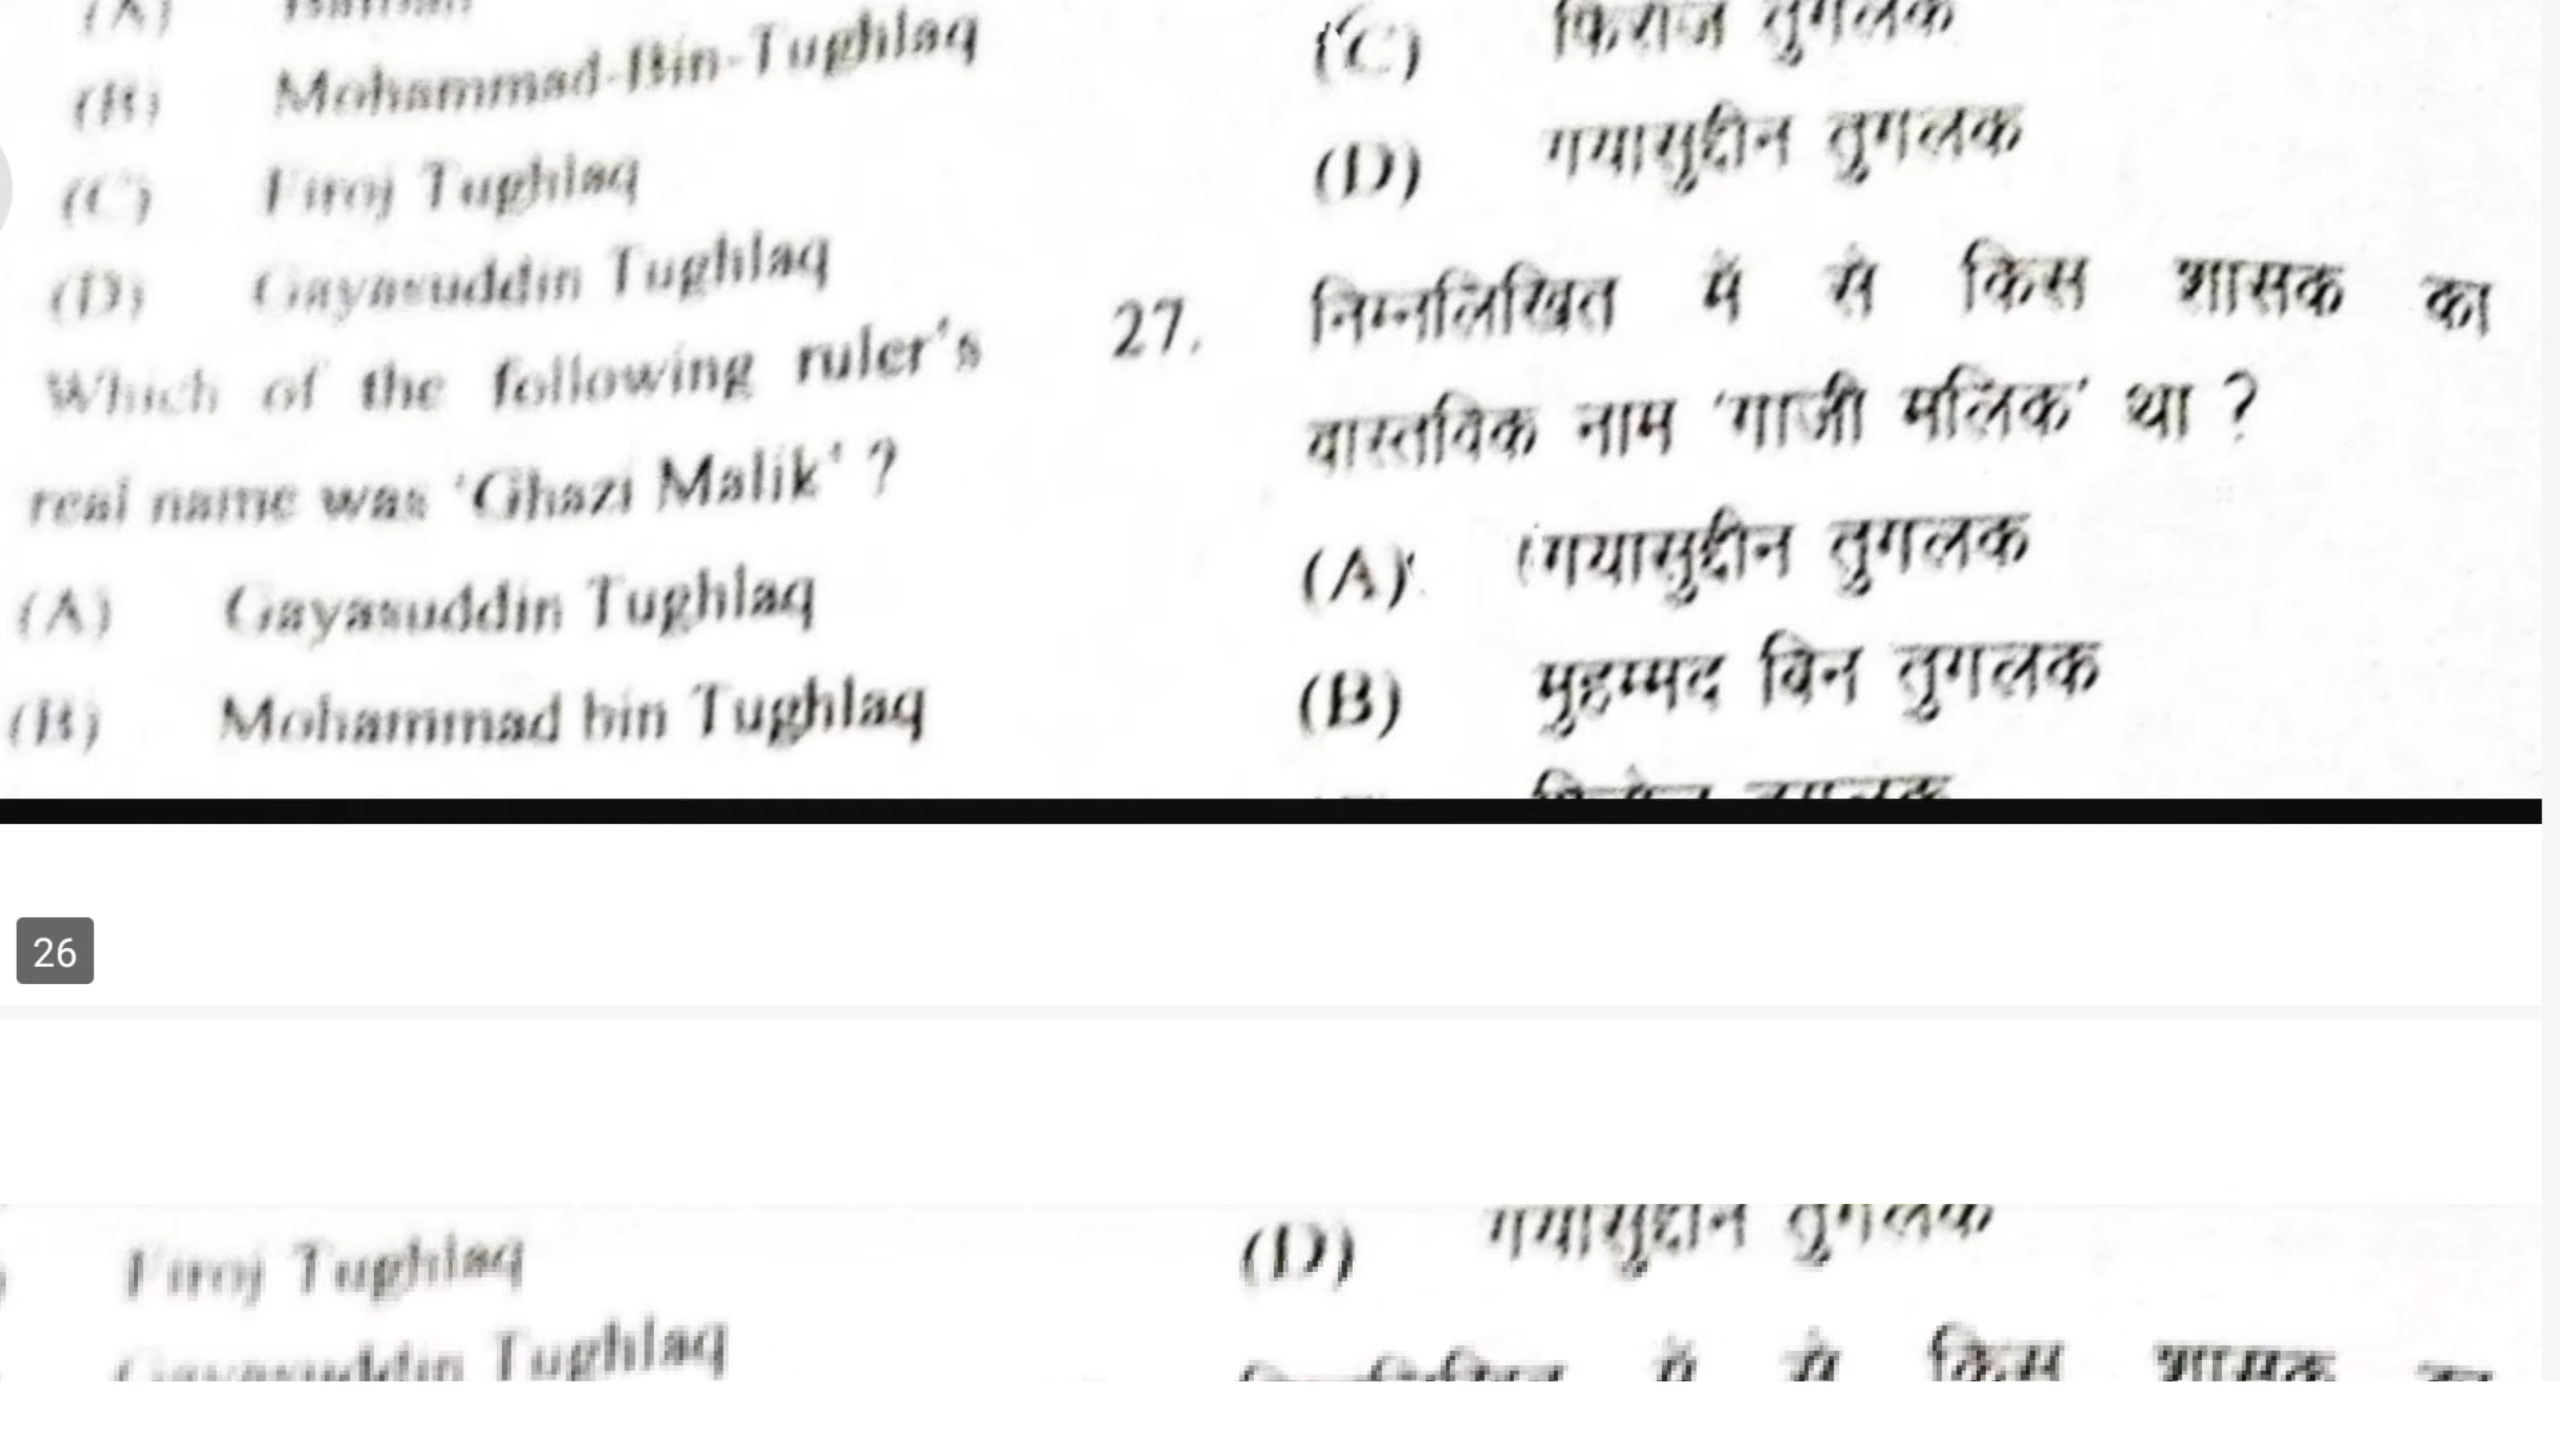 (B) Mohammad-Bin-Tughlaq
(C) Firoj Tughlaq
(D) Gayasuddin Tughlaq
Which of the following ruler's
real name was 'Ghazi Malik' ?
(A) Gayasuddin Tughlaq
(B) Mohammad bin Tughlaq
(C) फिरोज तुगलक
(D) गयासुद्दीन तुगलक
27. निम्नलिखित में से किस शासक का
वास्तविक नाम 'गाजी मलिक' था ?
(A) गयासुद्दीन तुगलक
(B) मुहम्मद बिन तुगलक
26
Firoj Tughlaq
Gayasuddin Tughlaq
(D) गयासुद्दीन तुगलक
में से किस शासक